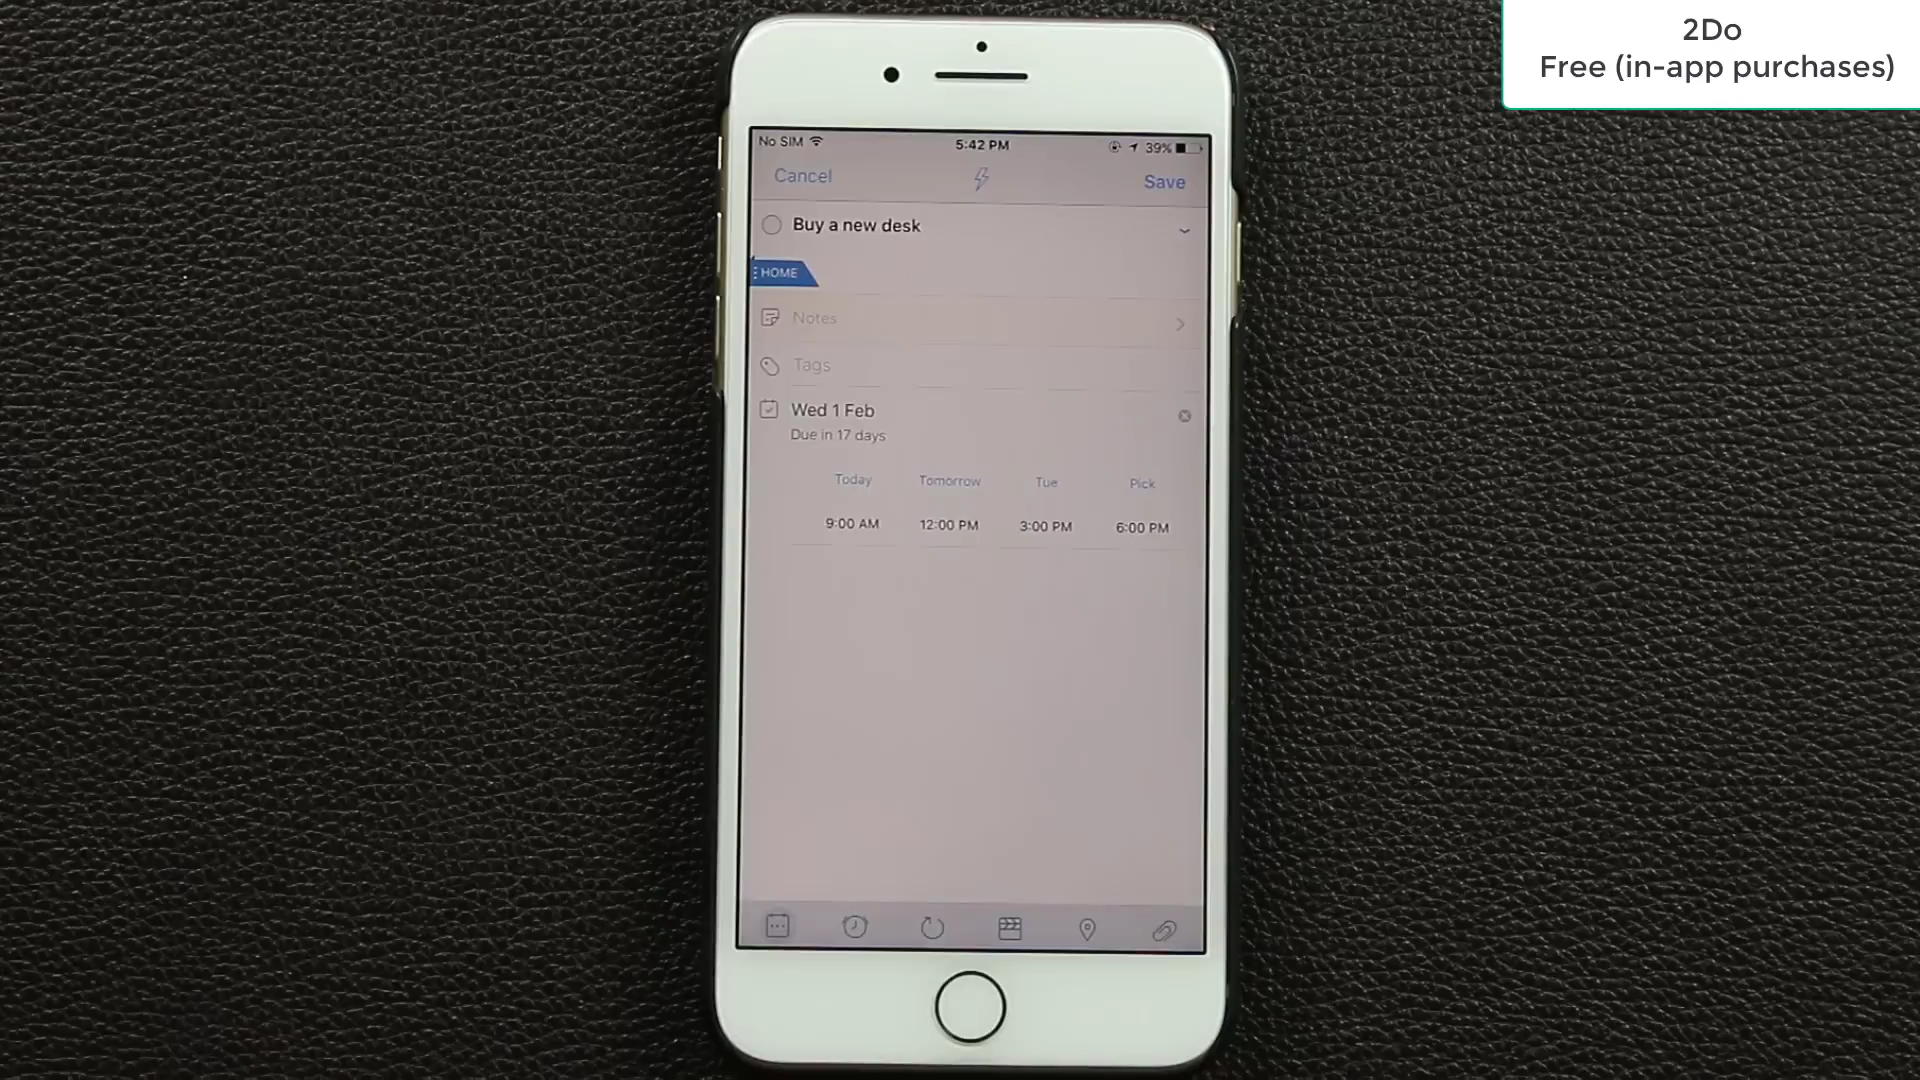 2Do
Free (in-app purchases)
No SIM 5:42 PM 39%
Cancel Save
Buy a new desk
HOME
Notes
Tags
Wed 1 Feb
Due in 17 days
Today Tomorrow Tue Pick
9:00 AM 12:00 PM 3:00 PM 6:00 PM